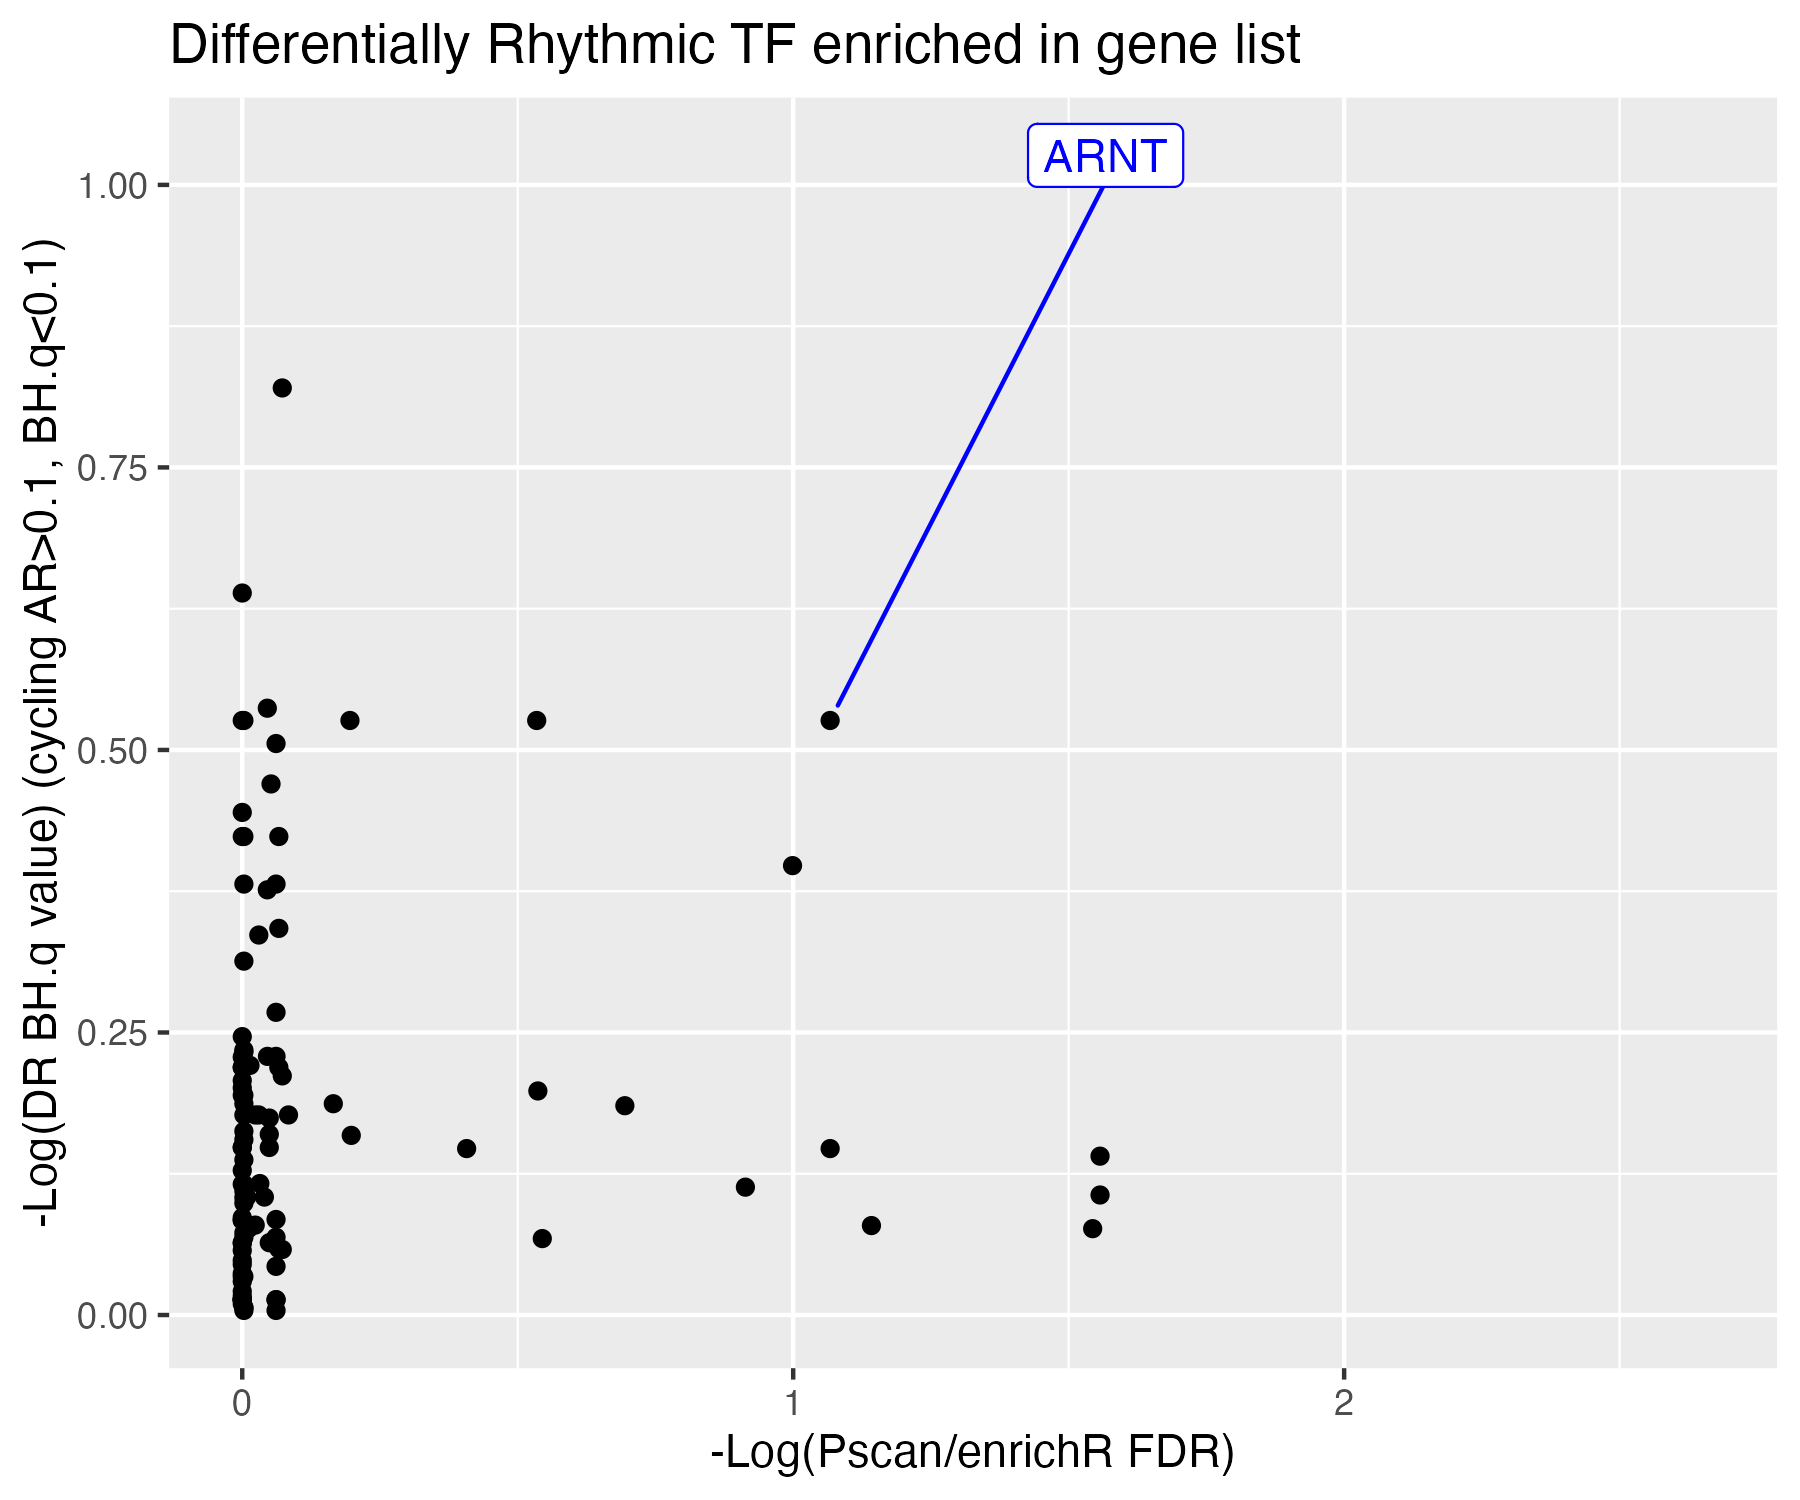 Differentially Rhythmic TF enriched in gene list
ARNT
-Log(DR BH.q value) (cycling AR>0.1, BH.q<0.1)
1.00
0.75
0.50
0.25
0.00
0
1
2
-Log(Pscan/enrichR FDR)